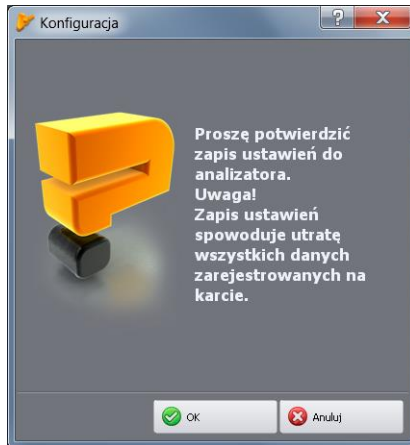 Konfiguracja
Proszę potwierdzić
zapis ustawień do
analizatora.
Uwaga!
Zapis ustawień
spowoduje utratę
wszystkich danych
zarejestrowanych na
karcie.
OK
Anuluj